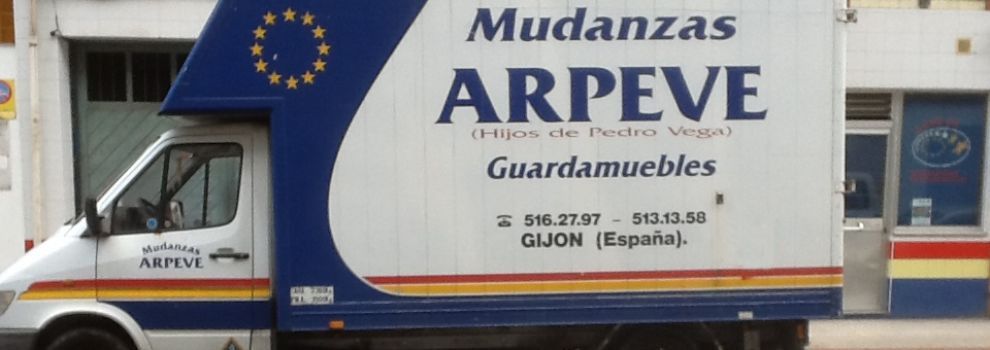 Mudanzas
ARPEVE
(Hijos de Pedro Vega)
Guardamuebles
☎ 516.27.97 - 513.13.58
GIJON (España).
Mudanzas
ARPEVE